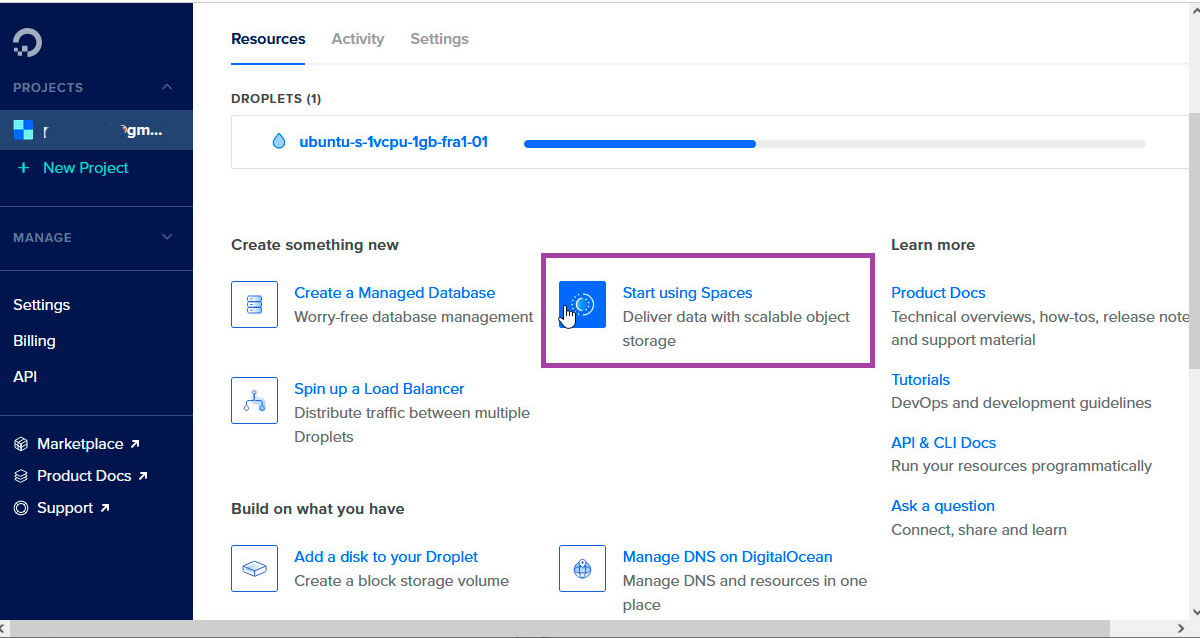 Resources Activity Settings
PROJECTS
gm...
New Project
MANAGE
Settings
Billing
API
Marketplace
Product Docs
Support
DROPLETS (1)
ubuntu-s-1vcpu-1gb-fra1-01
Create something new
Create a Managed Database
Worry-free database management
Start using Spaces
Deliver data with scalable object
storage
Spin up a Load Balancer
Distribute traffic between multiple
Droplets
Build on what you have
Add a disk to your Droplet
Create a block storage volume
Manage DNS on DigitalOcean
Manage DNS and resources in one
place
Learn more
Product Docs
Technical overviews, how-tos, release note
and support material
Tutorials
DevOps and development guidelines
API & CLI Docs
Run your resources programmatically
Ask a question
Connect, share and learn